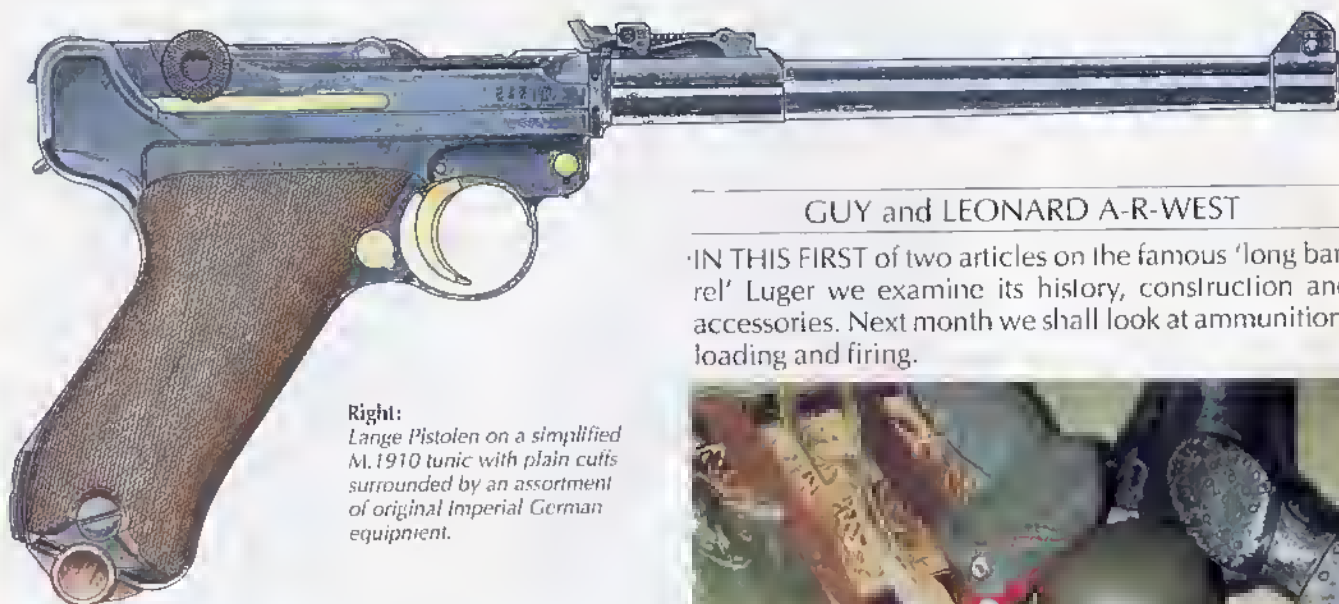 GUY and LEONARD A-R-WEST
IN THIS FIRST of two articles on the famous 'long bar
rel' Luger we examine its history, construction and
accessories. Next month we shall look at ammunition
loading and firing.
Right:
Lange Pistolen on a simplified
M.1910 tunic with plain cuffs
surrounded by an assortment
of original Imperial German
equipment.